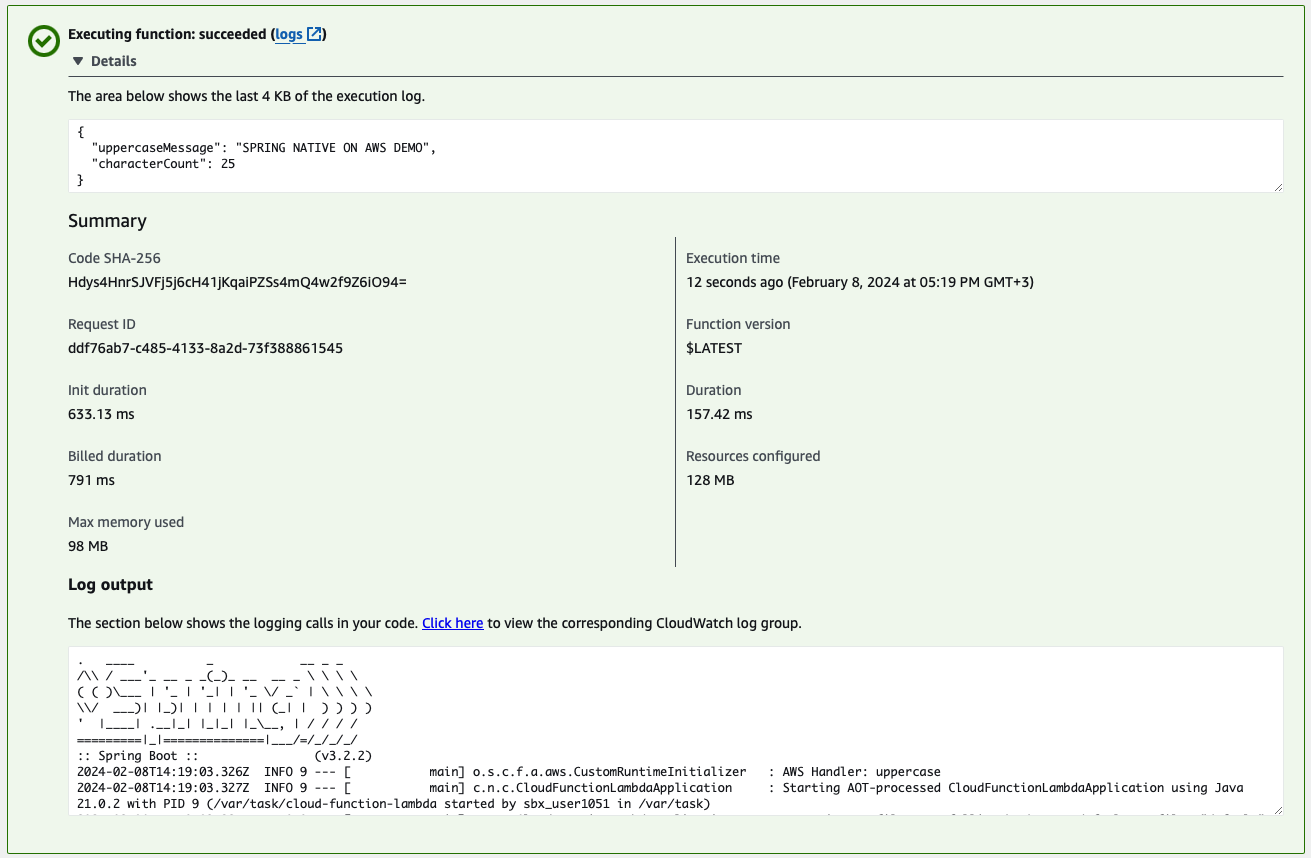 Executing function: succeeded (logs)
Details
The area below shows the last 4 KB of the execution log.
{
  "uppercaseMessage": "SPRING NATIVE ON AWS DEMO",
  "characterCount": 25
}
Summary
Code SHA-256
Hdys4HnrSJVFj5j6cH41jKqaiPZSs4mQ4w2f9Z6iO94=
Execution time
12 seconds ago (February 8, 2024 at 05:19 PM GMT+3)
Request ID
ddf76ab7-c485-4133-8a2d-73f388861545
Function version
$LATEST
Init duration
633.13 ms
Duration
157.42 ms
Billed duration
791 ms
Resources configured
128 MB
Max memory used
98 MB
Log output
The section below shows the logging calls in your code. Click here to view the corresponding CloudWatch log group.
.   ____          _            __ _ _
/\\ / ___'_ __ _ _(_)_ __  __ _ \ \ \ \
( ( )\___ | '_ | '_| | '_ \/ _` | \ \ \ \
\\/  ___)| |_)| | | | | || (_| |  ) ) ) )
'  |____| .__|_| |_|_| |_\__, | / / / /
=========|_|==============|___/=/_/_/_/
:: Spring Boot ::                (v3.2.2)
2024-02-08T14:19:03.326Z  INFO 9 --- [           main] o.s.c.f.a.aws.CustomRuntimeInitializer   : AWS Handler: uppercase
2024-02-08T14:19:03.327Z  INFO 9 --- [           main] c.n.c.CloudFunctionLambdaApplication     : Starting AOT-processed CloudFunctionLambdaApplication using Java
21.0.2 with PID 9 (/var/task/cloud-function-lambda started by sbx_user1051 in /var/task)